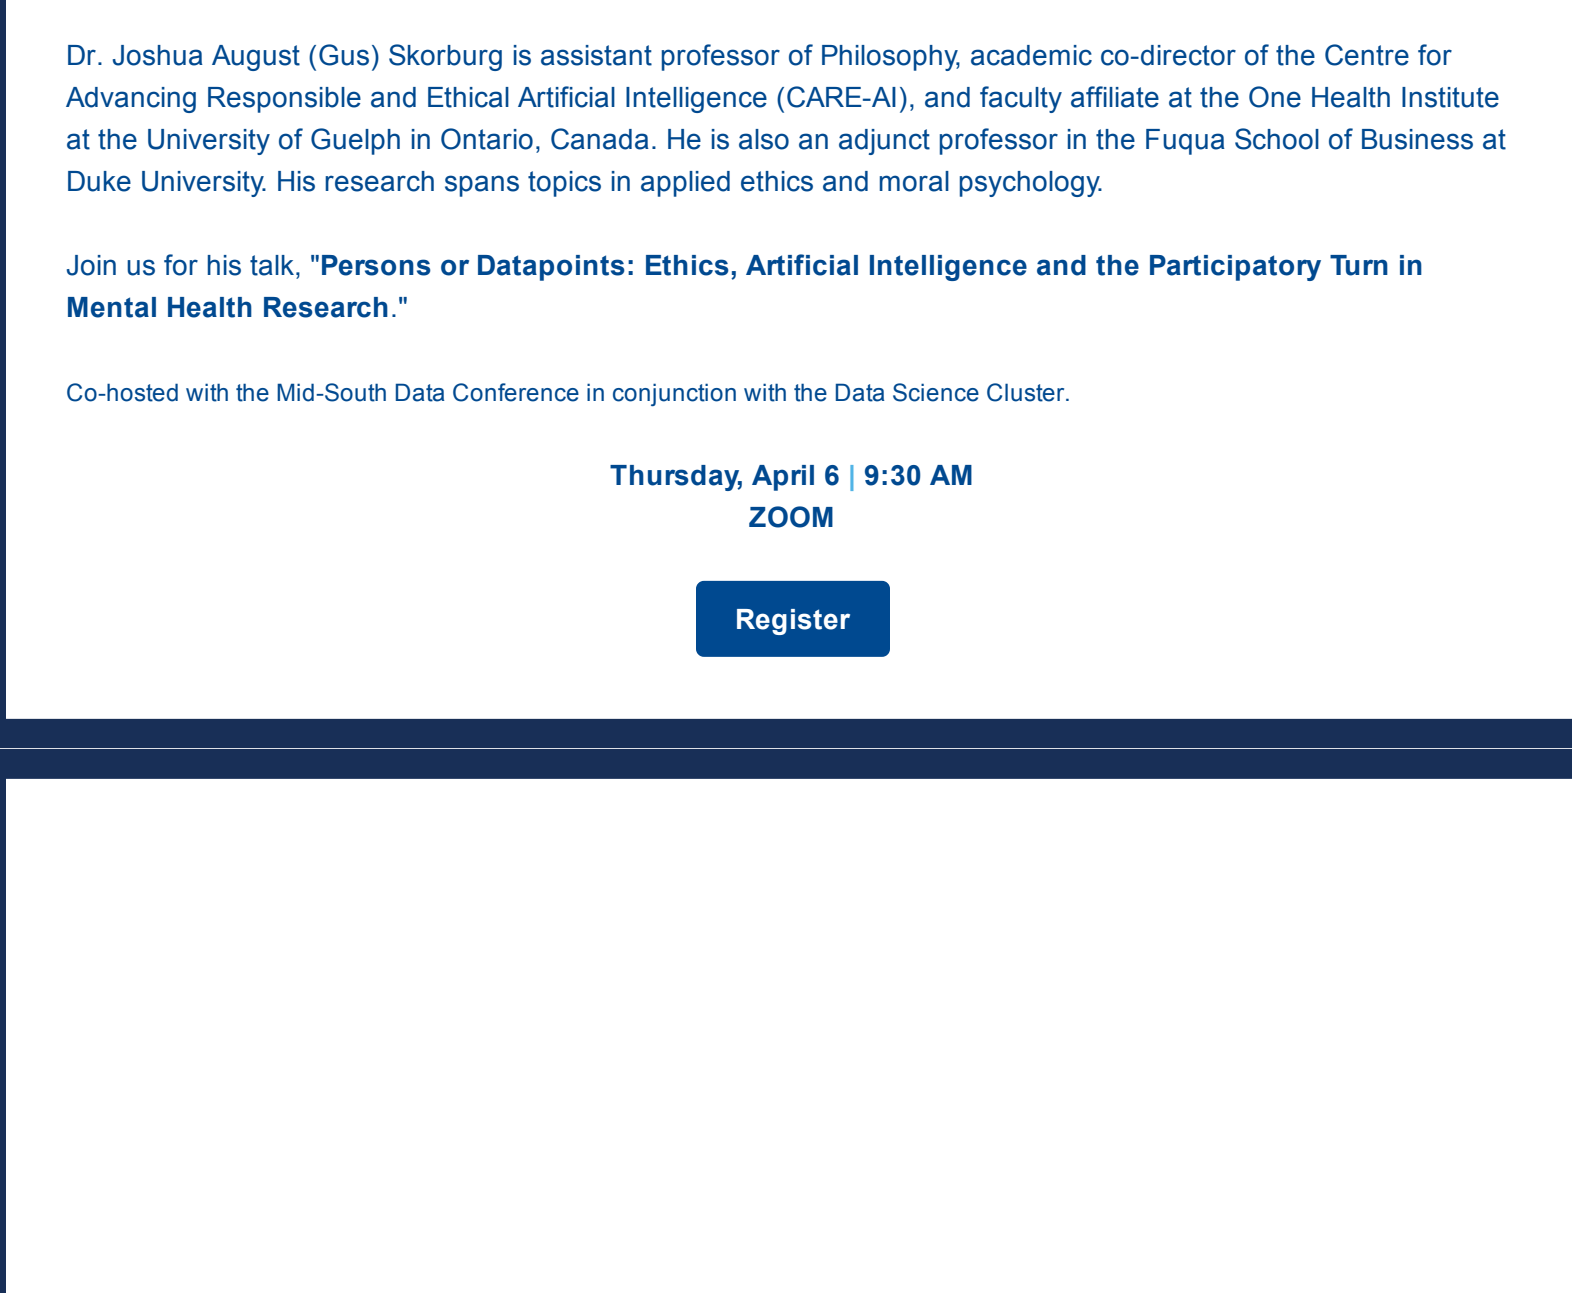 Dr. Joshua August (Gus) Skorburg is assistant professor of Philosophy, academic co-director of the Centre for
Advancing Responsible and Ethical Artificial Intelligence (CARE-AI), and faculty affiliate at the One Health Institute
at the University of Guelph in Ontario, Canada. He is also an adjunct professor in the Fuqua School of Business at
Duke University. His research spans topics in applied ethics and moral psychology.
Join us for his talk, "Persons or Datapoints: Ethics, Artificial Intelligence and the Participatory Turn in
Mental Health Research."
Co-hosted with the Mid-South Data Conference in conjunction with the Data Science Cluster.
Thursday, April 6 | 9:30 AM
ZOOM
Register